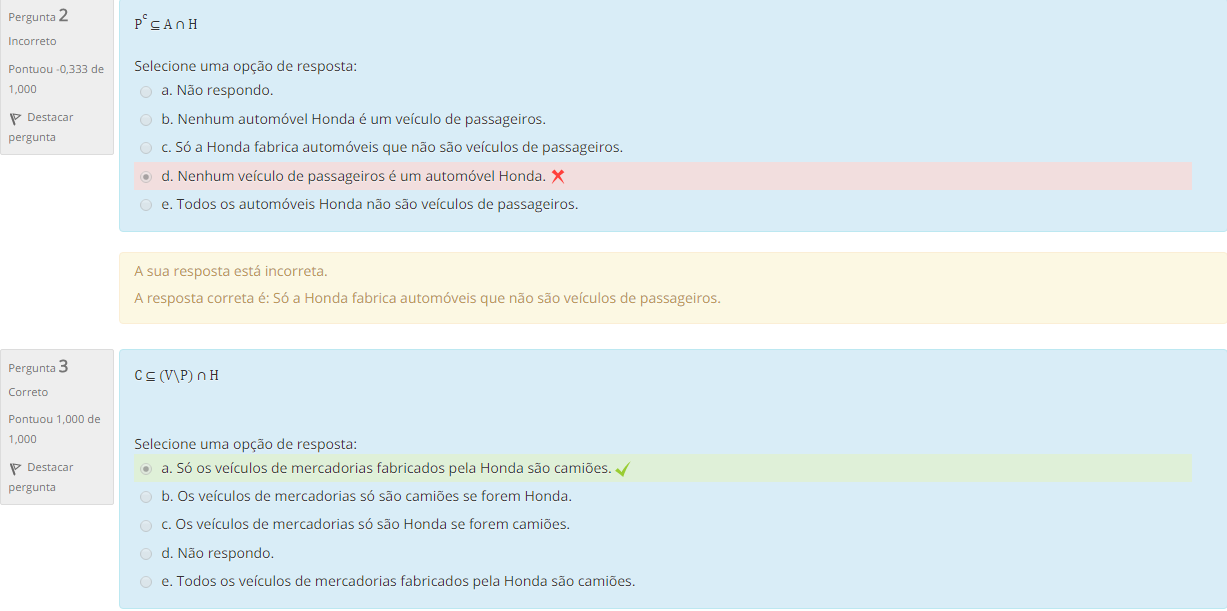 Pergunta 2
Incorreto
Pontuou -0,333 de
1,000
Destacar
pergunta
Pᶜ ⊆ A ∩ H
Selecione uma opção de resposta:
a. Não respondo.
b. Nenhum automóvel Honda é um veículo de passageiros.
c. Só a Honda fabrica automóveis que não são veículos de passageiros.
d. Nenhum veículo de passageiros é um automóvel Honda.
e. Todos os automóveis Honda não são veículos de passageiros.
A sua resposta está incorreta.
A resposta correta é: Só a Honda fabrica automóveis que não são veículos de passageiros.
Pergunta 3
Correto
Pontuou 1,000 de
1,000
Destacar
pergunta
C ⊆ (V\P) ∩ H
Selecione uma opção de resposta:
a. Só os veículos de mercadorias fabricados pela Honda são camiões.
b. Os veículos de mercadorias só são camiões se forem Honda.
c. Os veículos de mercadorias só são Honda se forem camiões.
d. Não respondo.
e. Todos os veículos de mercadorias fabricados pela Honda são camiões.